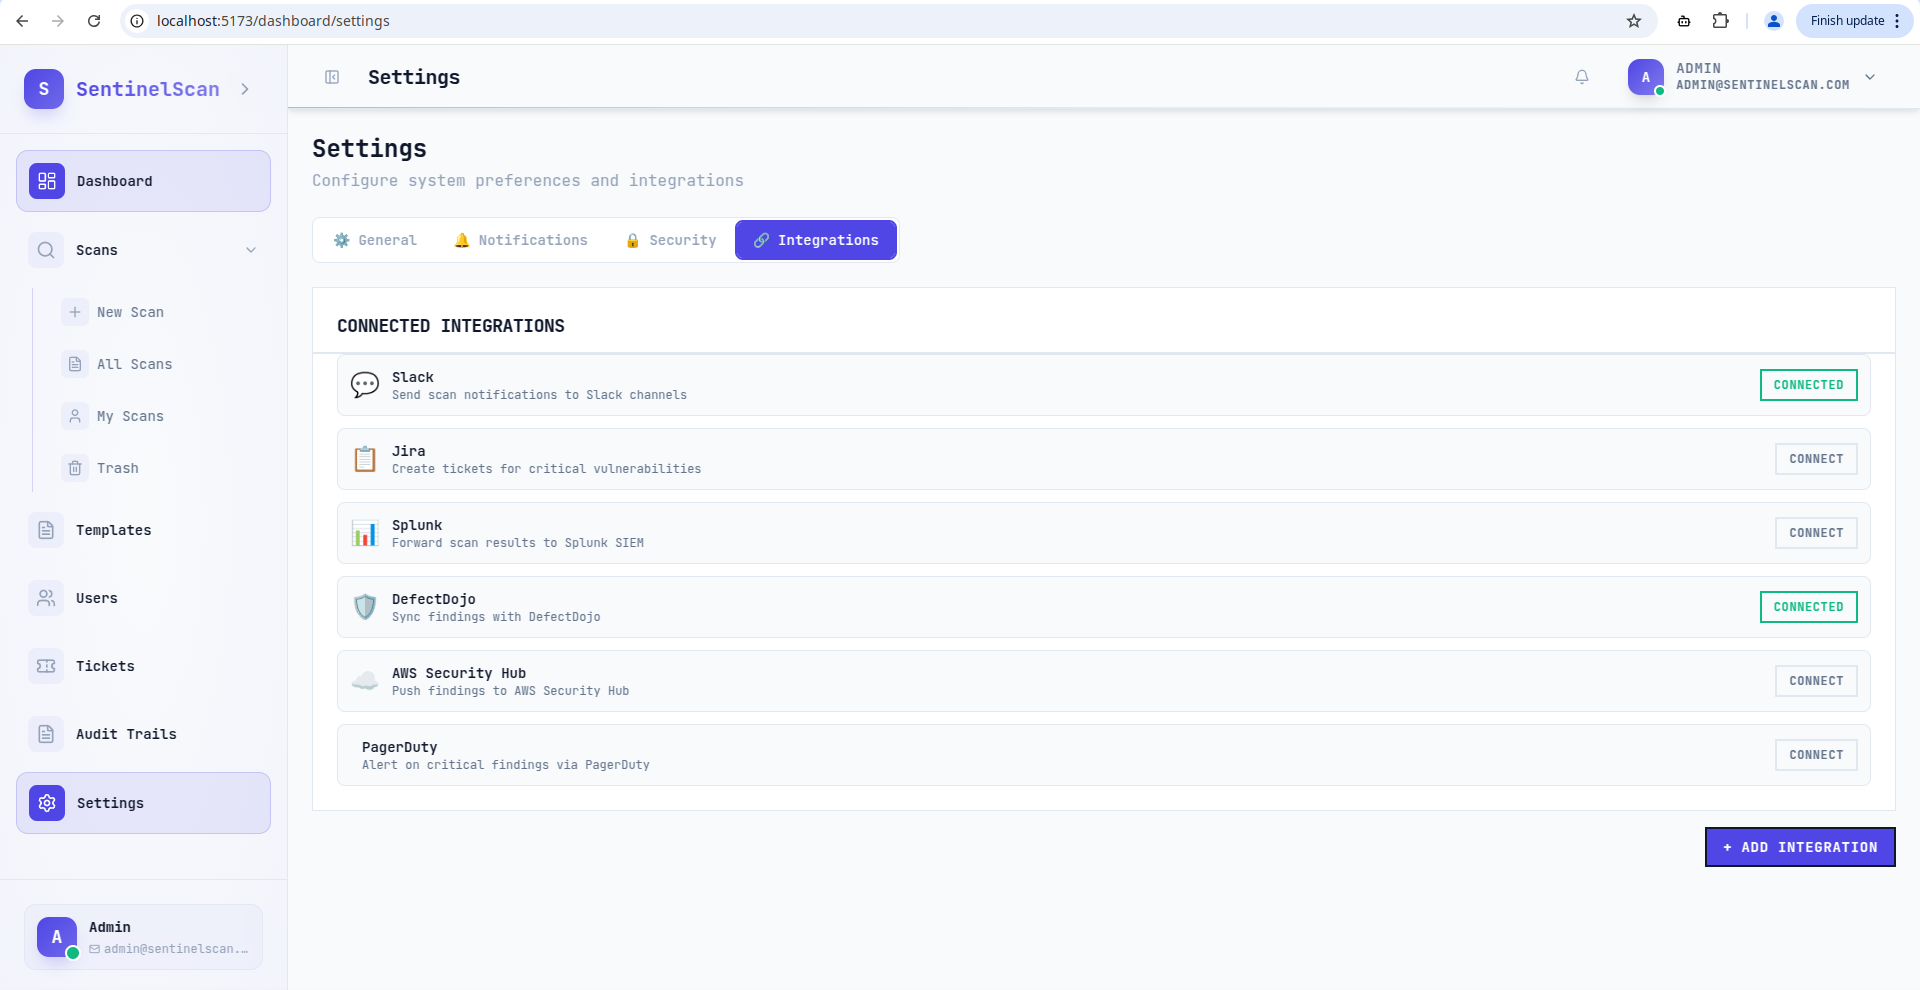 localhost:5173/dashboard/settings
Finish update
S
SentinelScan
Settings
A
ADMIN
ADMIN@SENTINELSCAN.COM
Dashboard
Scans
New Scan
All Scans
My Scans
Trash
Templates
Users
Tickets
Audit Trails
Settings
A
Admin
admin@sentinelscan....
Settings
Configure system preferences and integrations
General
Notifications
Security
Integrations
CONNECTED INTEGRATIONS
Slack
Send scan notifications to Slack channels
CONNECTED
Jira
Create tickets for critical vulnerabilities
CONNECT
Splunk
Forward scan results to Splunk SIEM
CONNECT
DefectDojo
Sync findings with DefectDojo
CONNECTED
AWS Security Hub
Push findings to AWS Security Hub
CONNECT
PagerDuty
Alert on critical findings via PagerDuty
CONNECT
+ ADD INTEGRATION